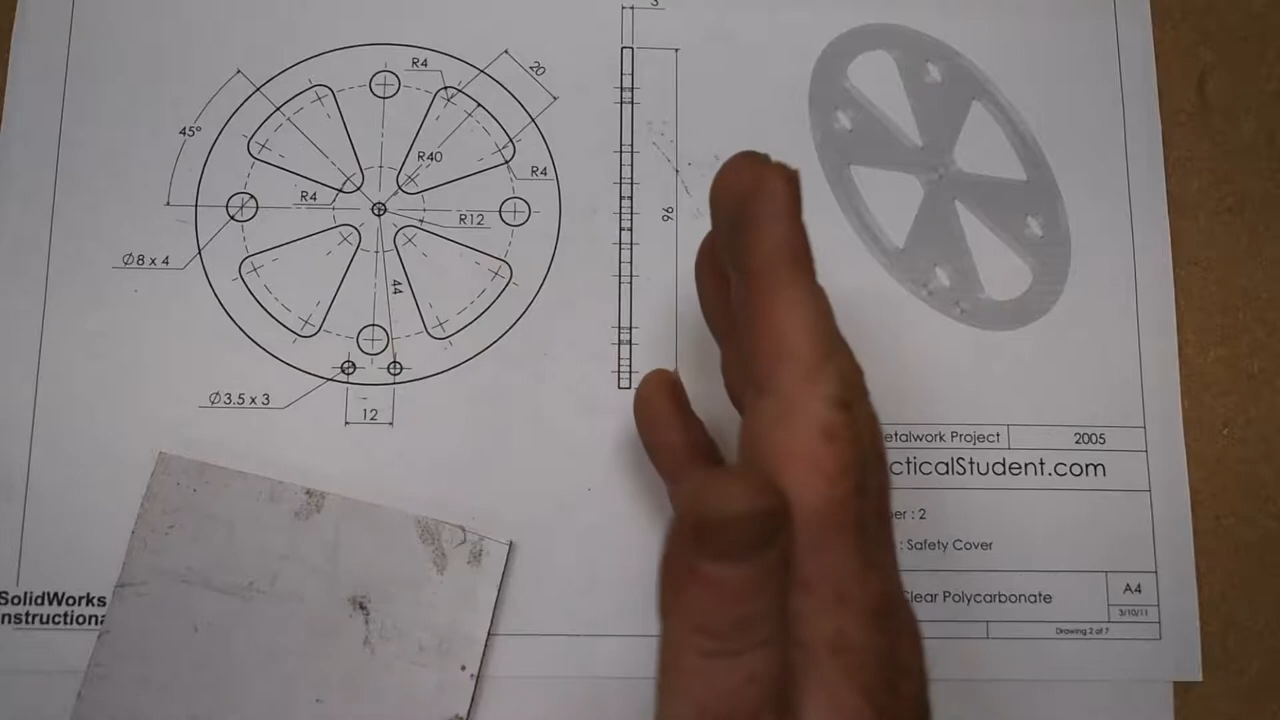 3
R4
20
45°
R40
R4
R4
R12
96
Ø8 x 4
44
Ø3.5 x 3
12
etalwork Project 2005
cticalStudent.com
er : 2
: Safety Cover
Clear Polycarbonate A4
3/10/11
Drawing 2 of 7
SolidWorks
nstructiona